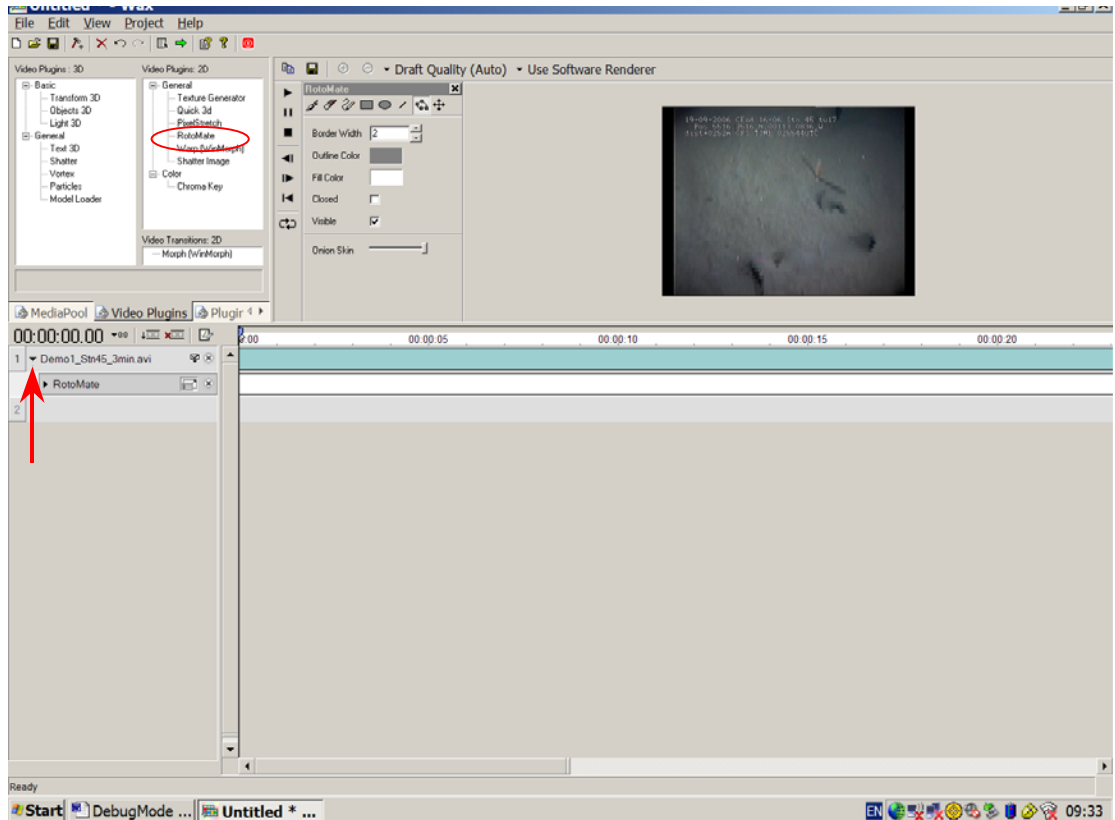 Untitled * - Wax
File Edit View Project Help
Draft Quality (Auto) Use Software Renderer
Video Plugins : 3D
Basic
Transform 3D
Objects 3D
Light 3D
General
Text 3D
Shatter
Vortex
Particles
Model Loader
Video Plugins: 2D
General
Texture Generator
Quick 3d
PixelStretch
RotoMate
Warp (WinMorph)
Shatter Image
Color
Chroma Key
Video Transitions: 2D
Morph (WinMorph)
MediaPool Video Plugins Plugir
RotoMate
Border Width 2
Outline Color
Fill Color
Closed
Visible
Onion Skin
19-09-2006
00:00:00.00
00:00:05 00:00:10 00:00:15 00:00:20
1 Demo1_Stn45_3min.avi
RotoMate
2
Ready
Start DebugMode ... Untitled * ... EN 09:33